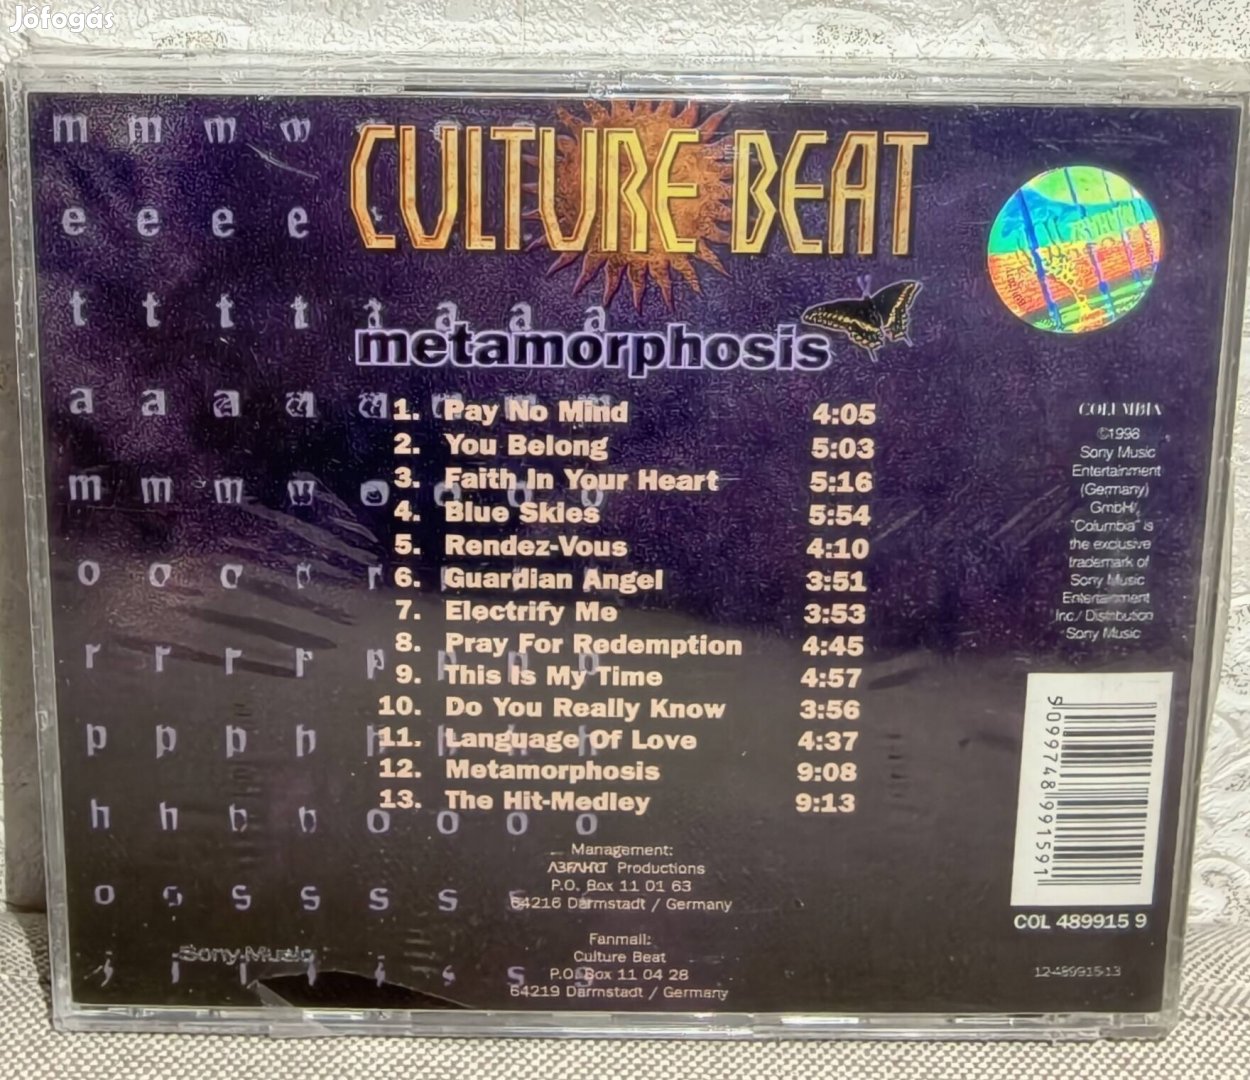 Jófogás
CULTURE BEAT
metamorphosis
1. Pay No Mind 4:05
2. You Belong 5:03
3. Faith In Your Heart 5:16
4. Blue Skies 5:54
5. Rendez-Vous 4:10
6. Guardian Angel 3:51
7. Electrify Me 3:53
8. Pray For Redemption 4:45
9. This Is My Time 4:57
10. Do You Really Know 3:56
11. Language Of Love 4:37
12. Metamorphosis 9:08
13. The Hit-Medley 9:13
Management:
Productions
P.O. Box 11 01 63
64216 Darmstadt / Germany
Fanmail:
Culture Beat
P.O. Box 11 04 28
64219 Darmstadt / Germany
Sony Music
COLUMBIA
©1998
Sony Music
Entertainment
(Germany)
GmbH/
"Columbia" is
the exclusive
trademark of
Sony Music
Entertainment
Inc./ Distribution
Sony Music
5099748991591
COL 489915 9
12-489915-13
m m m m
e e e e t
t t t t a a a a
a a a a a m m m
m m m m o o o o
o o o r r
r r r r p p p p
p p p h h h h h
h h h h o o o o
o s s s s s s
i i i i s s s